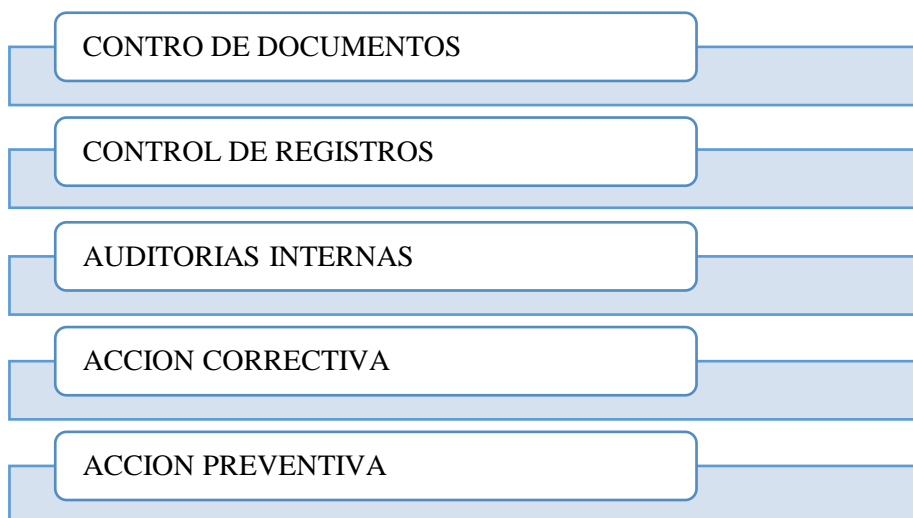 CONTRO DE DOCUMENTOS
CONTROL DE REGISTROS
AUDITORIAS INTERNAS
ACCION CORRECTIVA
ACCION PREVENTIVA